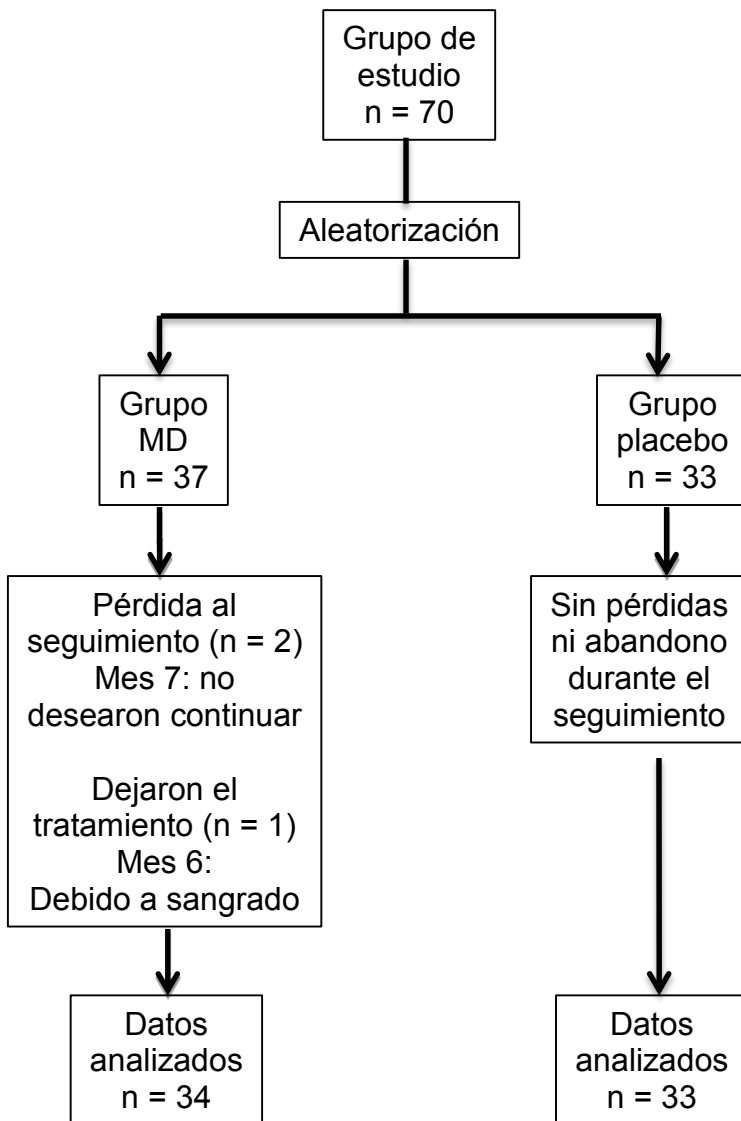 Grupo de
estudio
n = 70
Aleatorización
Grupo
MD
n = 37
Grupo
placebo
n = 33
Pérdida al
seguimiento (n = 2)
Mes 7: no
desearon continuar
Dejaron el
tratamiento (n = 1)
Mes 6:
Debido a sangrado
Sin pérdidas
ni abandono
durante el
seguimiento
Datos
analizados
n = 34
Datos
analizados
n = 33